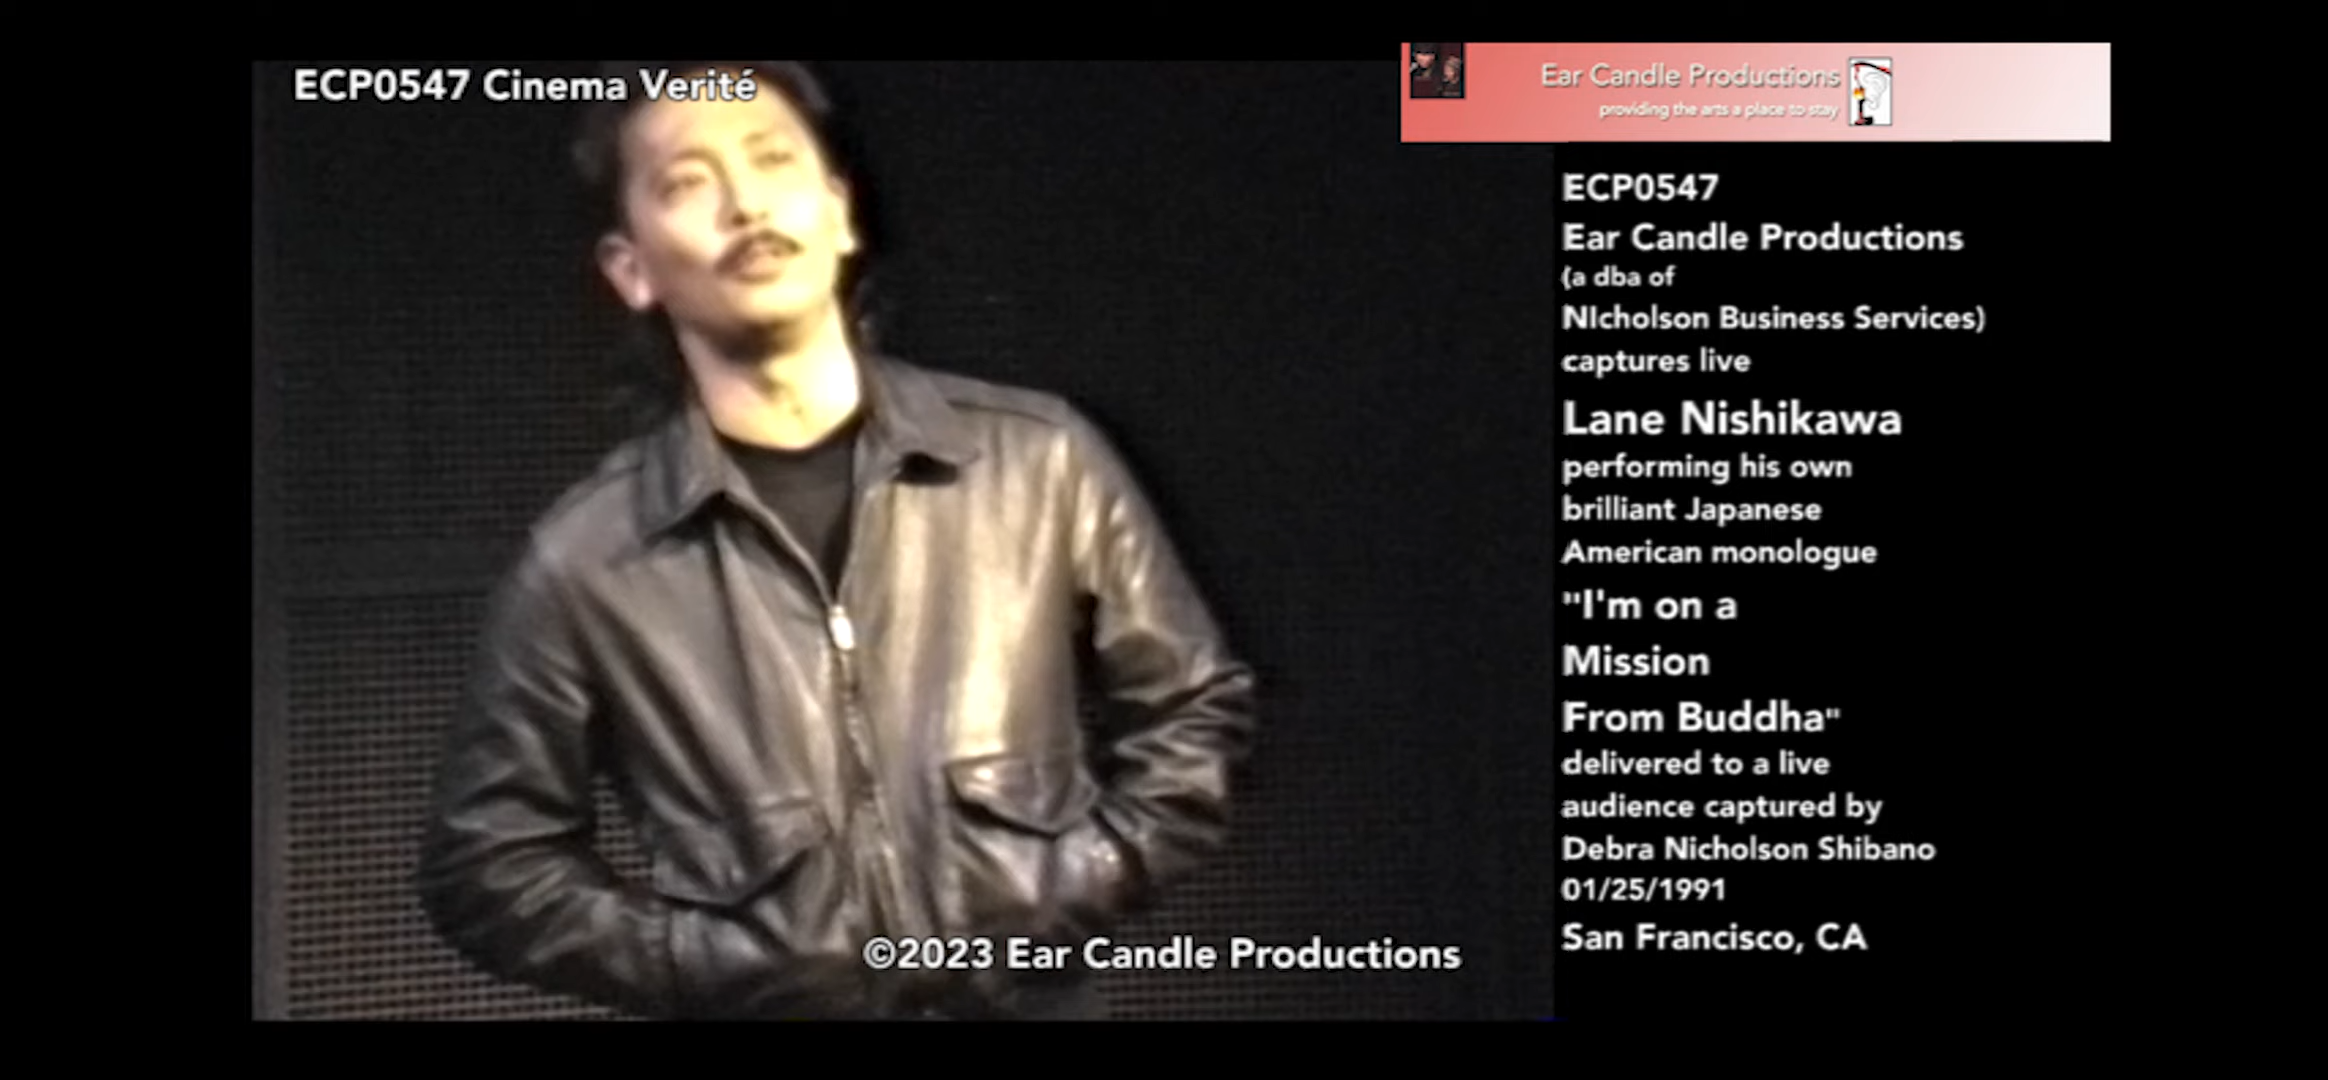 ECP0547 Cinema Verité
Ear Candle Productions
providing the arts a place to stay
ECP0547
Ear Candle Productions
(a dba of
NIcholson Business Services)
captures live
Lane Nishikawa
performing his own
brilliant Japanese
American monologue
"I'm on a
Mission
From Buddha"
delivered to a live
audience captured by
Debra Nicholson Shibano
01/25/1991
San Francisco, CA
©2023 Ear Candle Productions